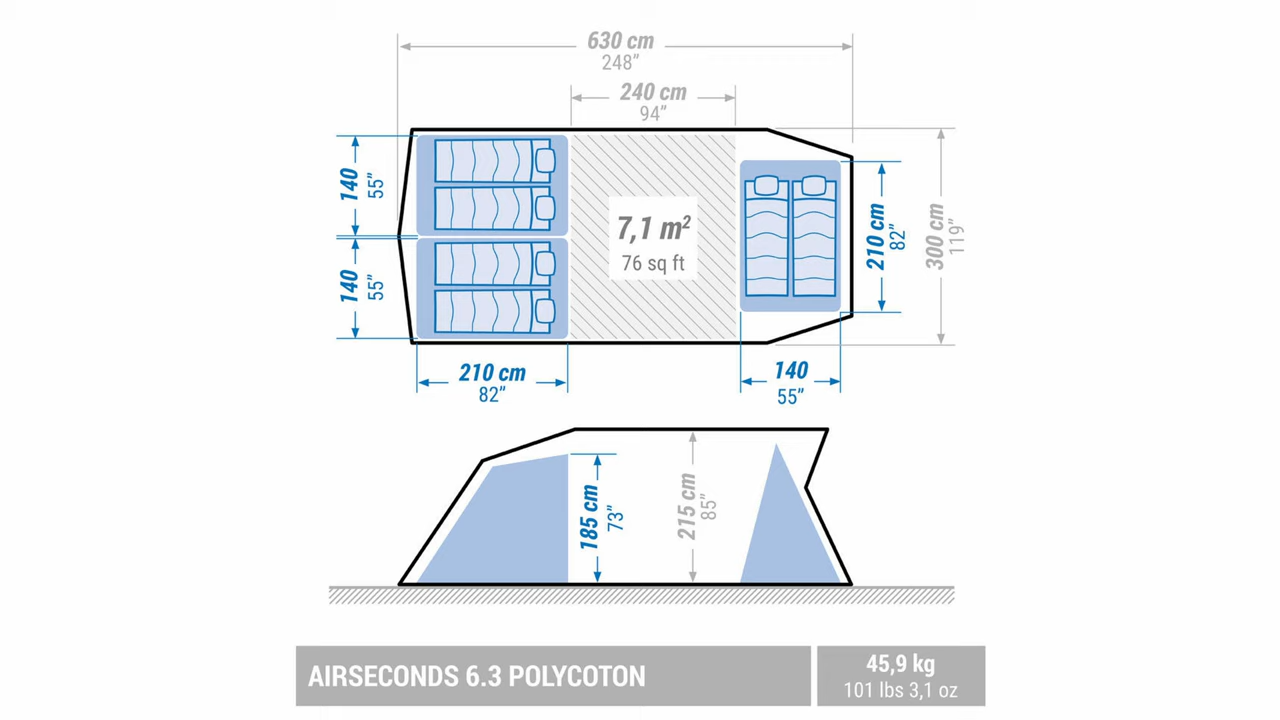 630 cm
248”
240 cm
94”
140
55”
140
55”
7,1 m²
76 sq ft
210 cm
82”
300 cm
119”
210 cm
82”
140
55”
185 cm
73”
215 cm
85”
AIRSECONDS 6.3 POLYCOTON
45,9 kg
101 lbs 3,1 oz